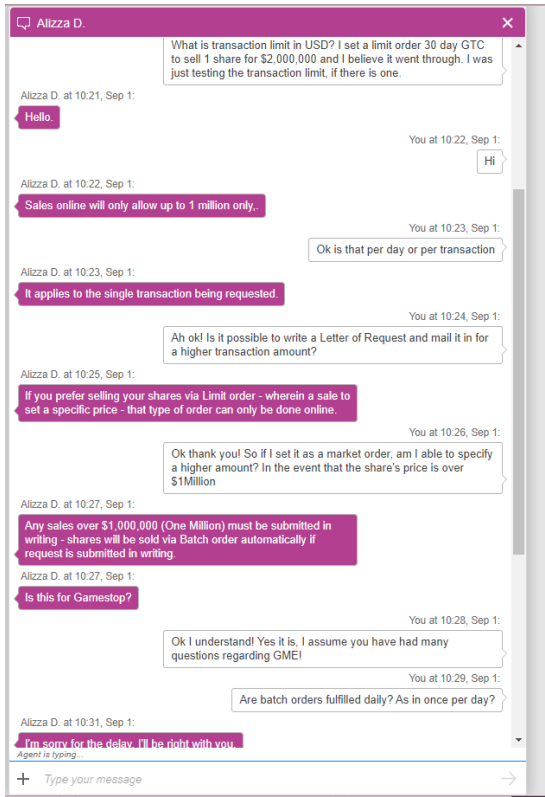 Alizza D.
What is transaction limit in USD? I set a limit order 30 day GTC
to sell 1 share for $2,000,000 and I believe it went through. I was
just testing the transaction limit, if there is one.
Alizza D. at 10:21, Sep 1:
Hello.
You at 10:22, Sep 1:
Hi
Alizza D. at 10:22, Sep 1:
Sales online will only allow up to 1 million only,.
You at 10:23, Sep 1:
Ok is that per day or per transaction
Alizza D. at 10:23, Sep 1:
It applies to the single transaction being requested.
You at 10:24, Sep 1:
Ah ok! Is it possible to write a Letter of Request and mail it in for
a higher transaction amount?
Alizza D. at 10:25, Sep 1:
If you prefer selling your shares via Limit order - wherein a sale to
set a specific price - that type of order can only be done online.
You at 10:26, Sep 1:
Ok thank you! So if I set it as a market order, am I able to specify
a higher amount? In the event that the share's price is over
$1Million
Alizza D. at 10:27, Sep 1:
Any sales over $1,000,000 (One Million) must be submitted in
writing - shares will be sold via Batch order automatically if
request is submitted in writing.
Alizza D. at 10:27, Sep 1:
Is this for Gamestop?
You at 10:28, Sep 1:
Ok I understand! Yes it is, I assume you have had many
questions regarding GME!
You at 10:29, Sep 1:
Are batch orders fulfilled daily? As in once per day?
Alizza D. at 10:31, Sep 1:
I'm sorry for the delay, I'll be right with you.
Agent is typing...
Type your message